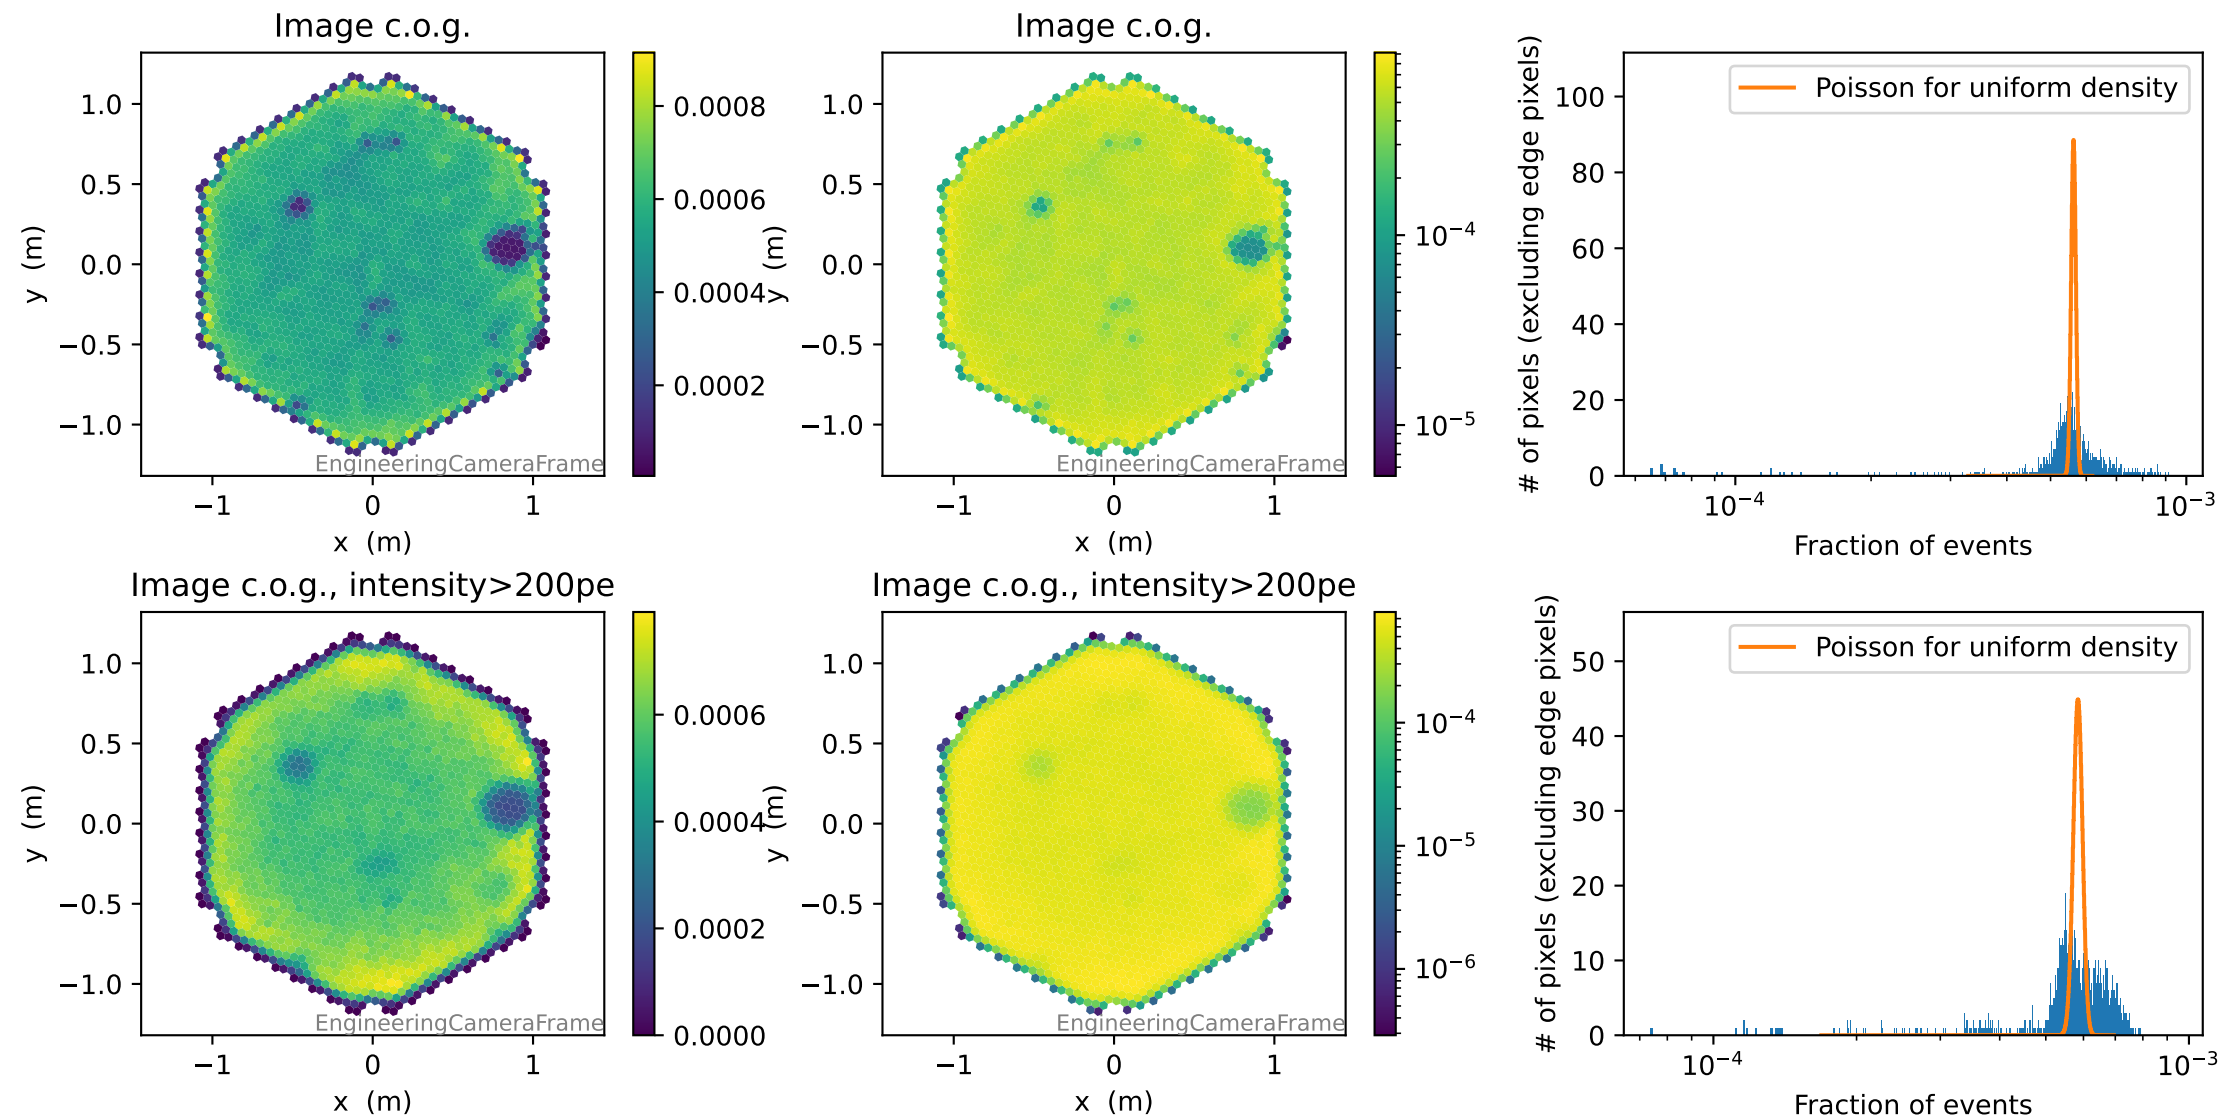 Image c.o.g.
1.0
0.5
0.0
−0.5
−1.0
y (m)
−1
0
1
x (m)
EngineeringCameraFrame
0.0008
0.0006
0.0004
0.0002
Image c.o.g.
1.0
0.5
0.0
−0.5
−1.0
y (m)
−1
0
1
x (m)
EngineeringCameraFrame
10⁻⁴
10⁻⁵
Poisson for uniform density
# of pixels (excluding edge pixels)
100
80
60
40
20
0
10⁻⁴
10⁻³
Fraction of events
Image c.o.g., intensity>200pe
1.0
0.5
0.0
−0.5
−1.0
y (m)
−1
0
1
x (m)
EngineeringCameraFrame
0.0006
0.0004
0.0002
0.0000
Image c.o.g., intensity>200pe
1.0
0.5
0.0
−0.5
−1.0
y (m)
−1
0
1
x (m)
EngineeringCameraFrame
10⁻⁴
10⁻⁵
10⁻⁶
Poisson for uniform density
# of pixels (excluding edge pixels)
50
40
30
20
10
0
10⁻⁴
10⁻³
Fraction of events